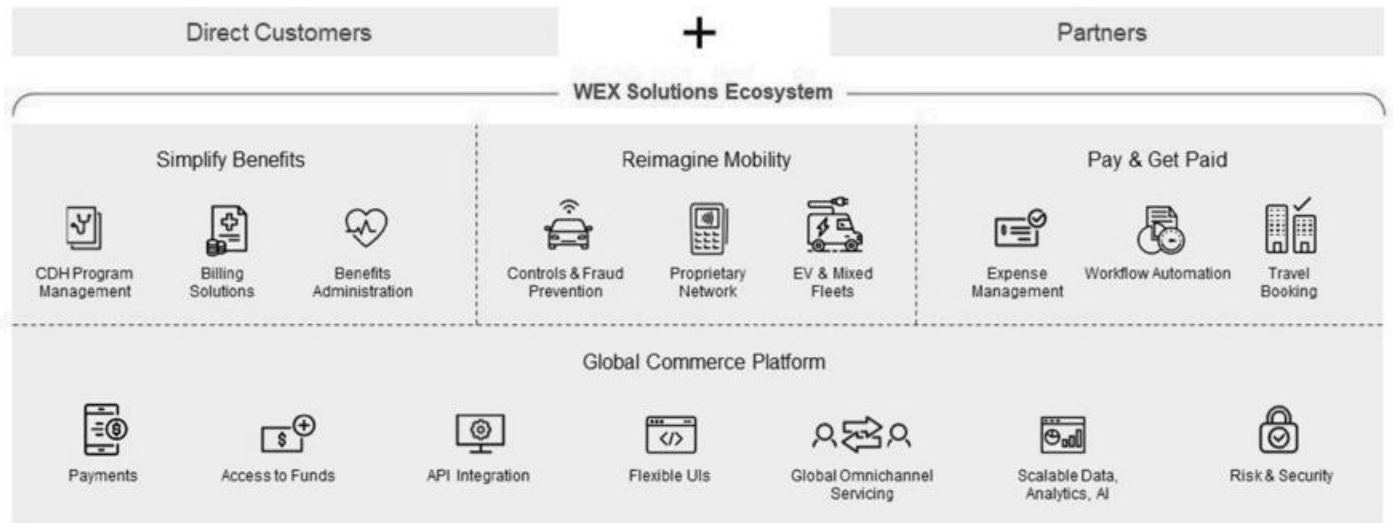 Direct Customers
+
Partners
WEX Solutions Ecosystem
Simplify Benefits
Reimagine Mobility
Pay & Get Paid
CDH Program
Management
Billing
Solutions
Benefits
Administration
Controls & Fraud
Prevention
Proprietary
Network
EV & Mixed
Fleets
Expense
Management
Workflow Automation
Travel
Booking
Global Commerce Platform
Payments
Access to Funds
API Integration
Flexible UIs
Global Omnichannel
Servicing
Scalable Data,
Analytics, AI
Risk & Security